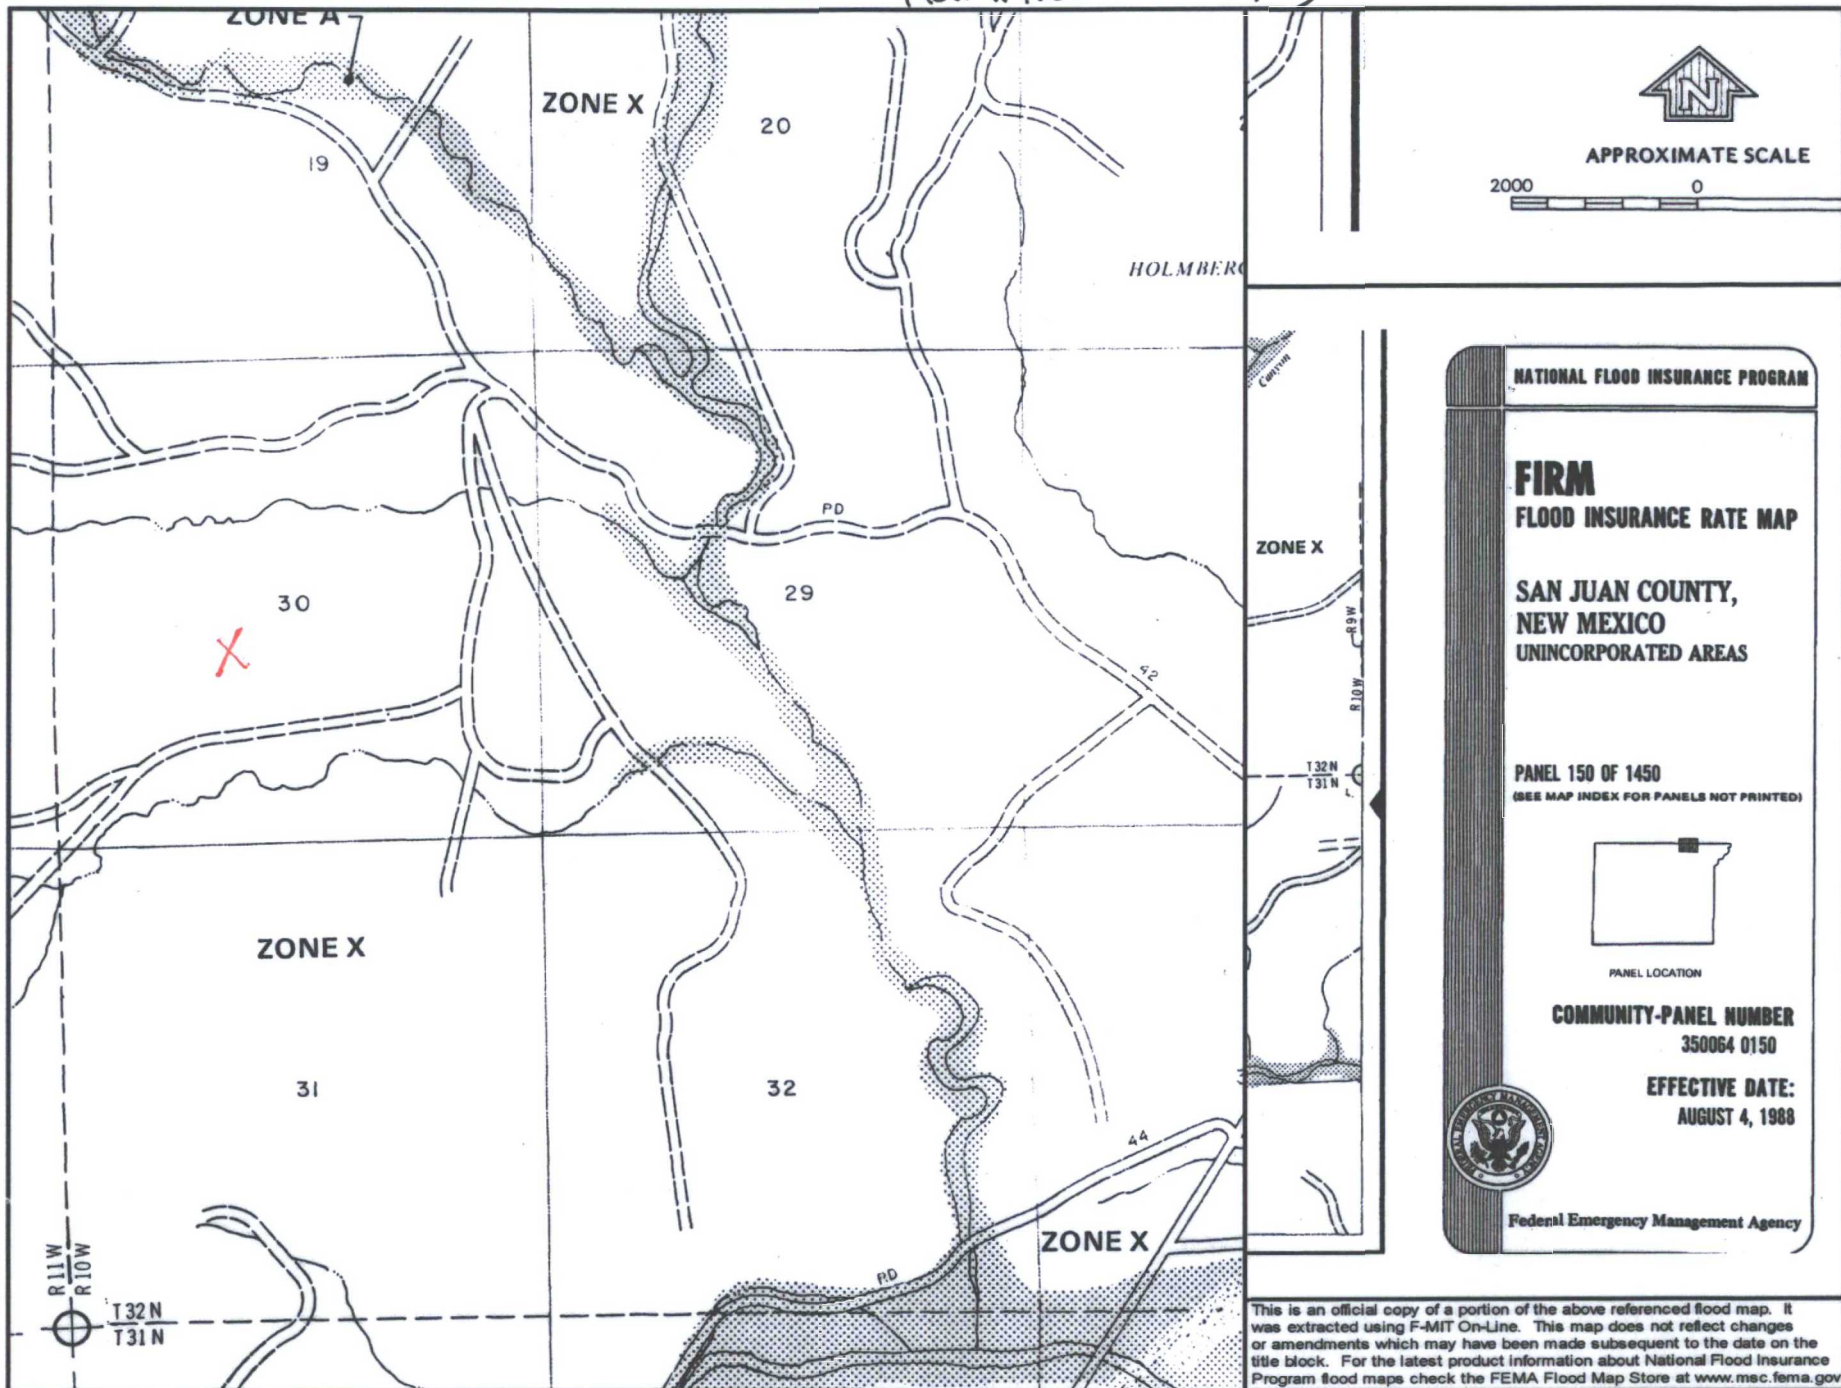 ZONE A
ZONE X
20
19
HOLMBERG
RD
30
29
X
42
ZONE X
31
32
44
ZONE X
RD
R11W
R10W
T32N
T31N
N
APPROXIMATE SCALE
2000 0
Canyon
ZONE X
R9W
R10W
T32N
T31N
L.
NATIONAL FLOOD INSURANCE PROGRAM
FIRM
FLOOD INSURANCE RATE MAP
SAN JUAN COUNTY,
NEW MEXICO
UNINCORPORATED AREAS
PANEL 150 OF 1450
(SEE MAP INDEX FOR PANELS NOT PRINTED)
PANEL LOCATION
COMMUNITY-PANEL NUMBER
350064 0150
EFFECTIVE DATE:
AUGUST 4, 1988
FEDERAL EMERGENCY MANAGEMENT AGENCY
Federal Emergency Management Agency
This is an official copy of a portion of the above referenced flood map. It
was extracted using F-MIT On-Line. This map does not reflect changes
or amendments which may have been made subsequent to the date on the
title block. For the latest product information about National Flood Insurance
Program flood maps check the FEMA Flood Map Store at www.msc.fema.gov